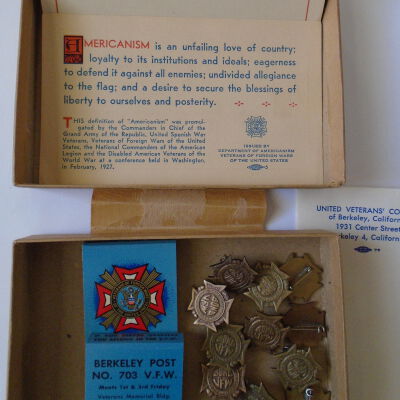 AMERICANISM is an unfailing love of country;
loyalty to its institutions and ideals; eagerness
to defend it against all enemies; undivided allegiance
to the flag; and a desire to secure the blessings of
liberty to ourselves and posterity.
THIS definition of "Americanism" was promul-
gated by the Commanders in Chief of the
Grand Army of the Republic, United Spanish War
Veterans, Veterans of Foreign Wars of the United
States, the National Commanders of the American
Legion and the Disabled American Veterans of the
World War at a conference held in Washington,
in February, 1927.
ISSUED BY
DEPARTMENT OF AMERICANISM
VETERANS OF FOREIGN WARS
OF THE UNITED STATES
UNITED VETERANS' CO
of Berkeley, Californ
1931 Center Street
rkeley 4, Californi
BERKELEY POST
NO. 703 V.F.W.
Meets 1st & 3rd Friday
Veterans Memorial Bldg.